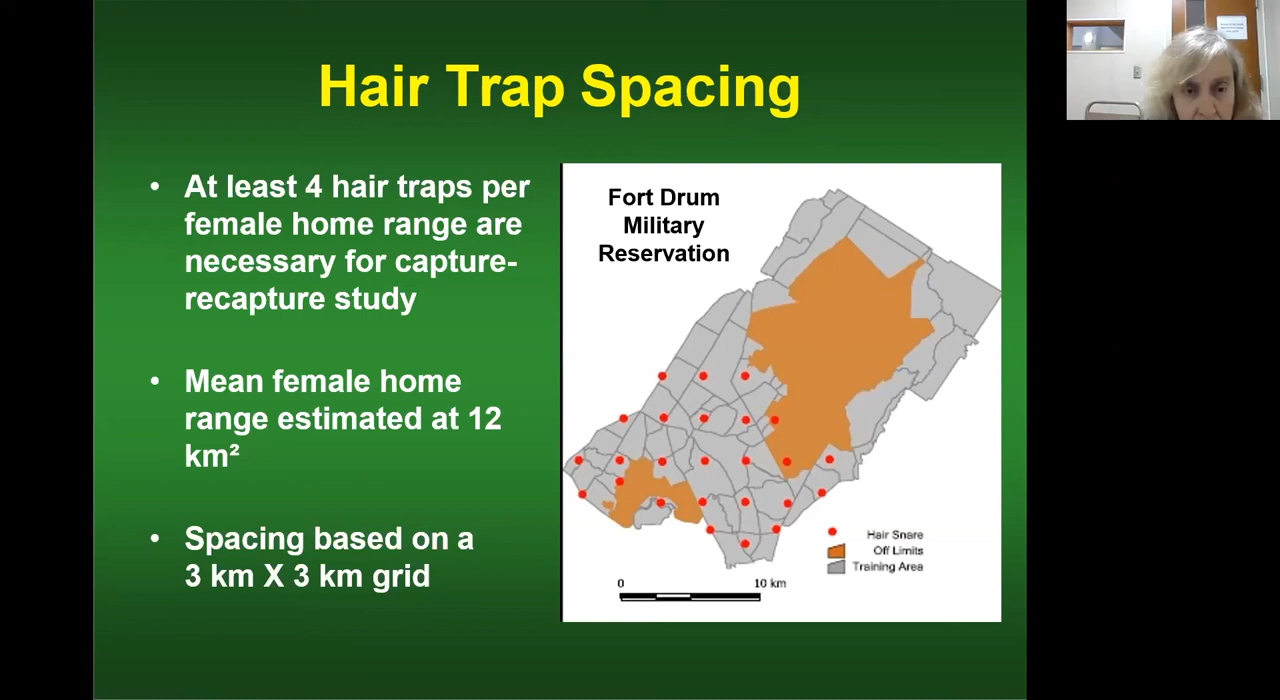 Hair Trap Spacing
• At least 4 hair traps per
female home range are
necessary for capture-
recapture study
• Mean female home
range estimated at 12
km²
• Spacing based on a
3 km X 3 km grid
Fort Drum
Military
Reservation
Hair Snare
Off Limits
Training Area
0 10 km